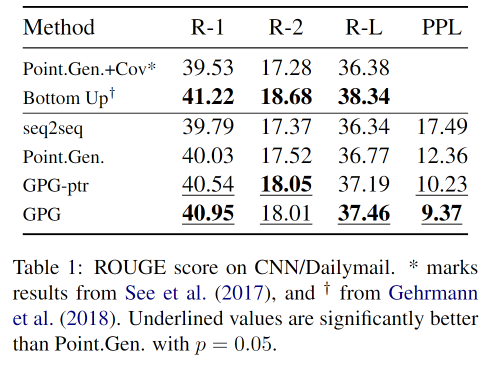 Method R-1 R-2 R-L PPL
Point.Gen.+Cov* 39.53 17.28 36.38
Bottom Up† 41.22 18.68 38.34
seq2seq 39.79 17.37 36.34 17.49
Point.Gen. 40.03 17.52 36.77 12.36
GPG-ptr 40.54 18.05 37.19 10.23
GPG 40.95 18.01 37.46 9.37
Table 1: ROUGE score on CNN/Dailymail. * marks
results from See et al. (2017), and † from Gehrmann
et al. (2018). Underlined values are significantly better
than Point.Gen. with p = 0.05.